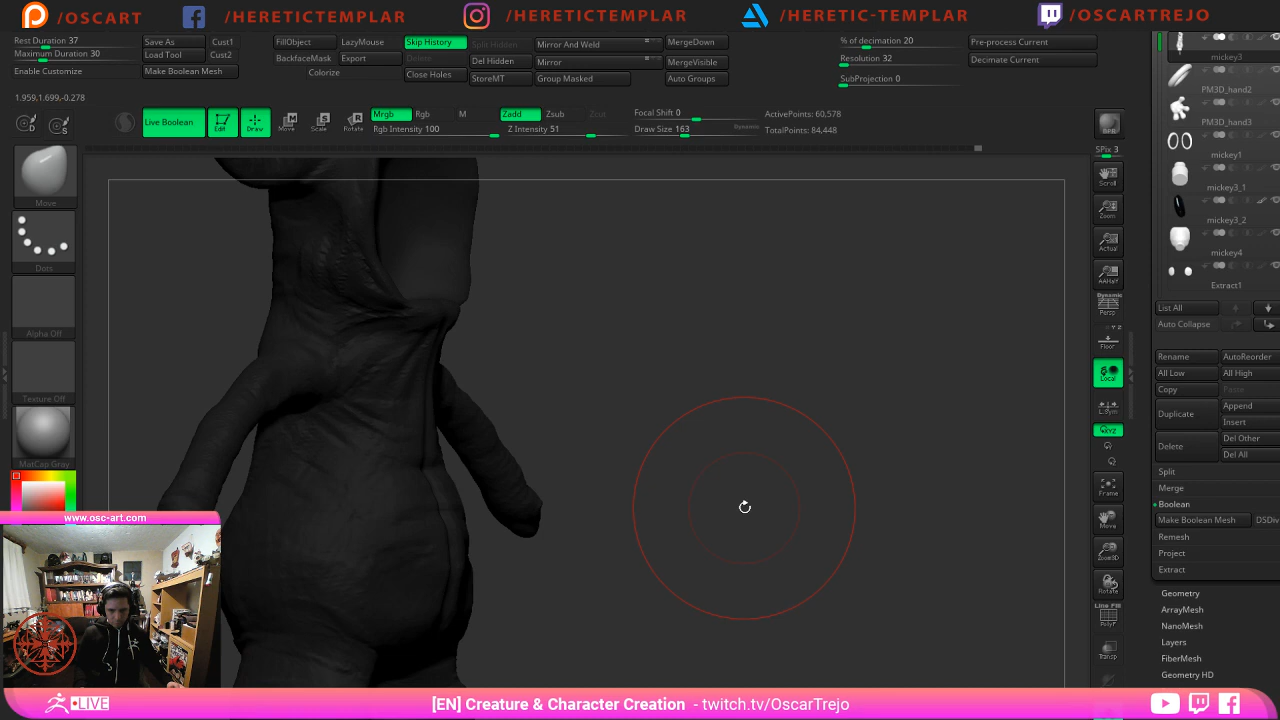 /OSCART
/HERETICTEMPLAR
/HERETICTEMPLAR
/HERETIC-TEMPLAR
/OSCARTREJO
Rest Duration 37
Maximum Duration 30
Enable Customize
Save As
Load Tool
Make Boolean Mesh
Cust1
Cust2
FillObject
BackfaceMask
Colorize
LazyMouse
Export
Skip History
Delete
Close Holes
Split Hidden
Del Hidden
StoreMT
Mirror And Weld
Mirror
Group Masked
MergeDown
MergeVisible
Auto Groups
% of decimation 20
Resolution 32
SubProjection 0
Pre-process Current
Decimate Current
1.959,1.699,-0.278
Live Boolean
Edit
Draw
Move
Scale
Rotate
Mrgb
Rgb
M
Rgb Intensity 100
Zadd
Zsub
Zcut
Z Intensity 51
Focal Shift 0
Draw Size 163
Dynamic
ActivePoints: 60,578
TotalPoints: 84,448
Move
Dots
Alpha Off
Texture Off
MatCap Gray
BPR
SPix 3
Scroll
Zoom
Actual
AAHalf
Dynamic
Persp
Floor
Local
L.Sym
XYZ
Frame
Move
Zoom3D
Rotate
Line Fill
PolyF
Transp
mickey3
PM3D_hand2
PM3D_hand3
mickey1
mickey3_1
mickey3_2
mickey4
Extract1
List All
Auto Collapse
Rename
AutoReorder
All Low
All High
Copy
Paste
Duplicate
Append
Insert
Delete
Del Other
Del All
Split
Merge
Boolean
Make Boolean Mesh
DSDiv
Remesh
Project
Extract
Geometry
ArrayMesh
NanoMesh
Layers
FiberMesh
Geometry HD
www.osc-art.com
LIVE
[EN] Creature & Character Creation - twitch.tv/OscarTrejo